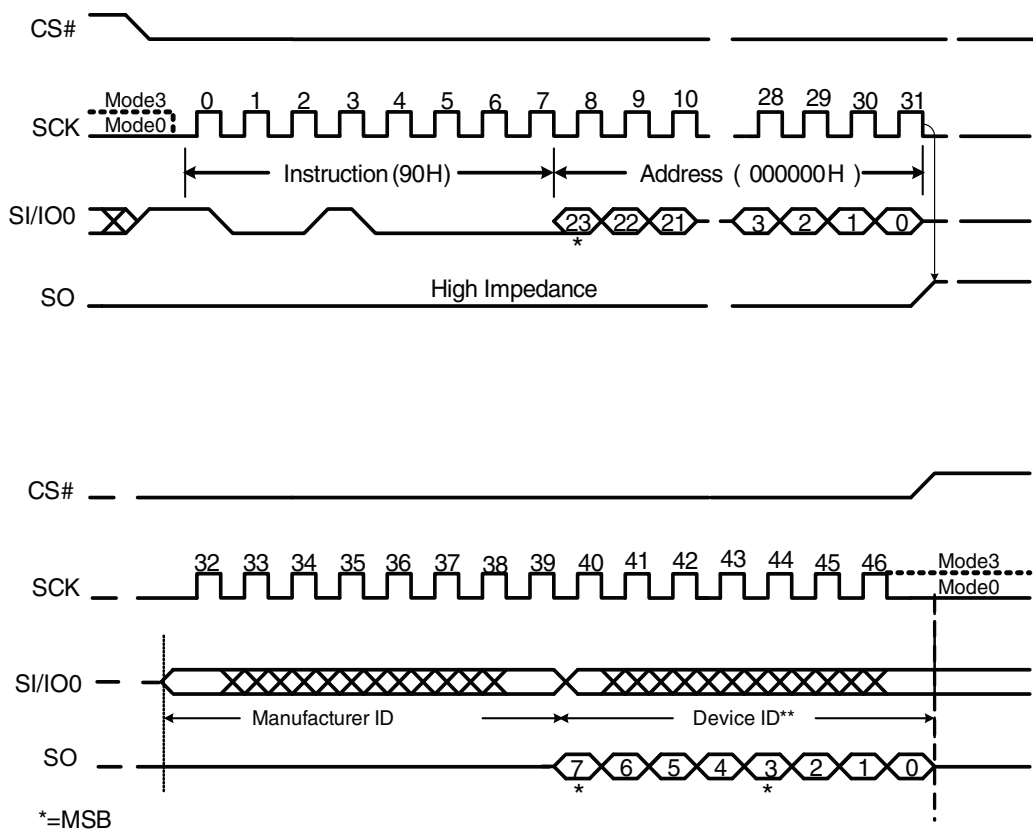 CS#
Mode3
SCK
Mode0
0 1 2 3 4 5 6 7 8 9 10 28 29 30 31
Instruction (90H)
Address ( 000000H )
SI/IO0
23 22 21 3 2 1 0
*
High Impedance
SO
CS#
32 33 34 35 36 37 38 39 40 41 42 43 44 45 46
Mode3
SCK
Mode0
SI/IO0
Manufacturer ID
Device ID**
SO
7 6 5 4 3 2 1 0
* *
*=MSB